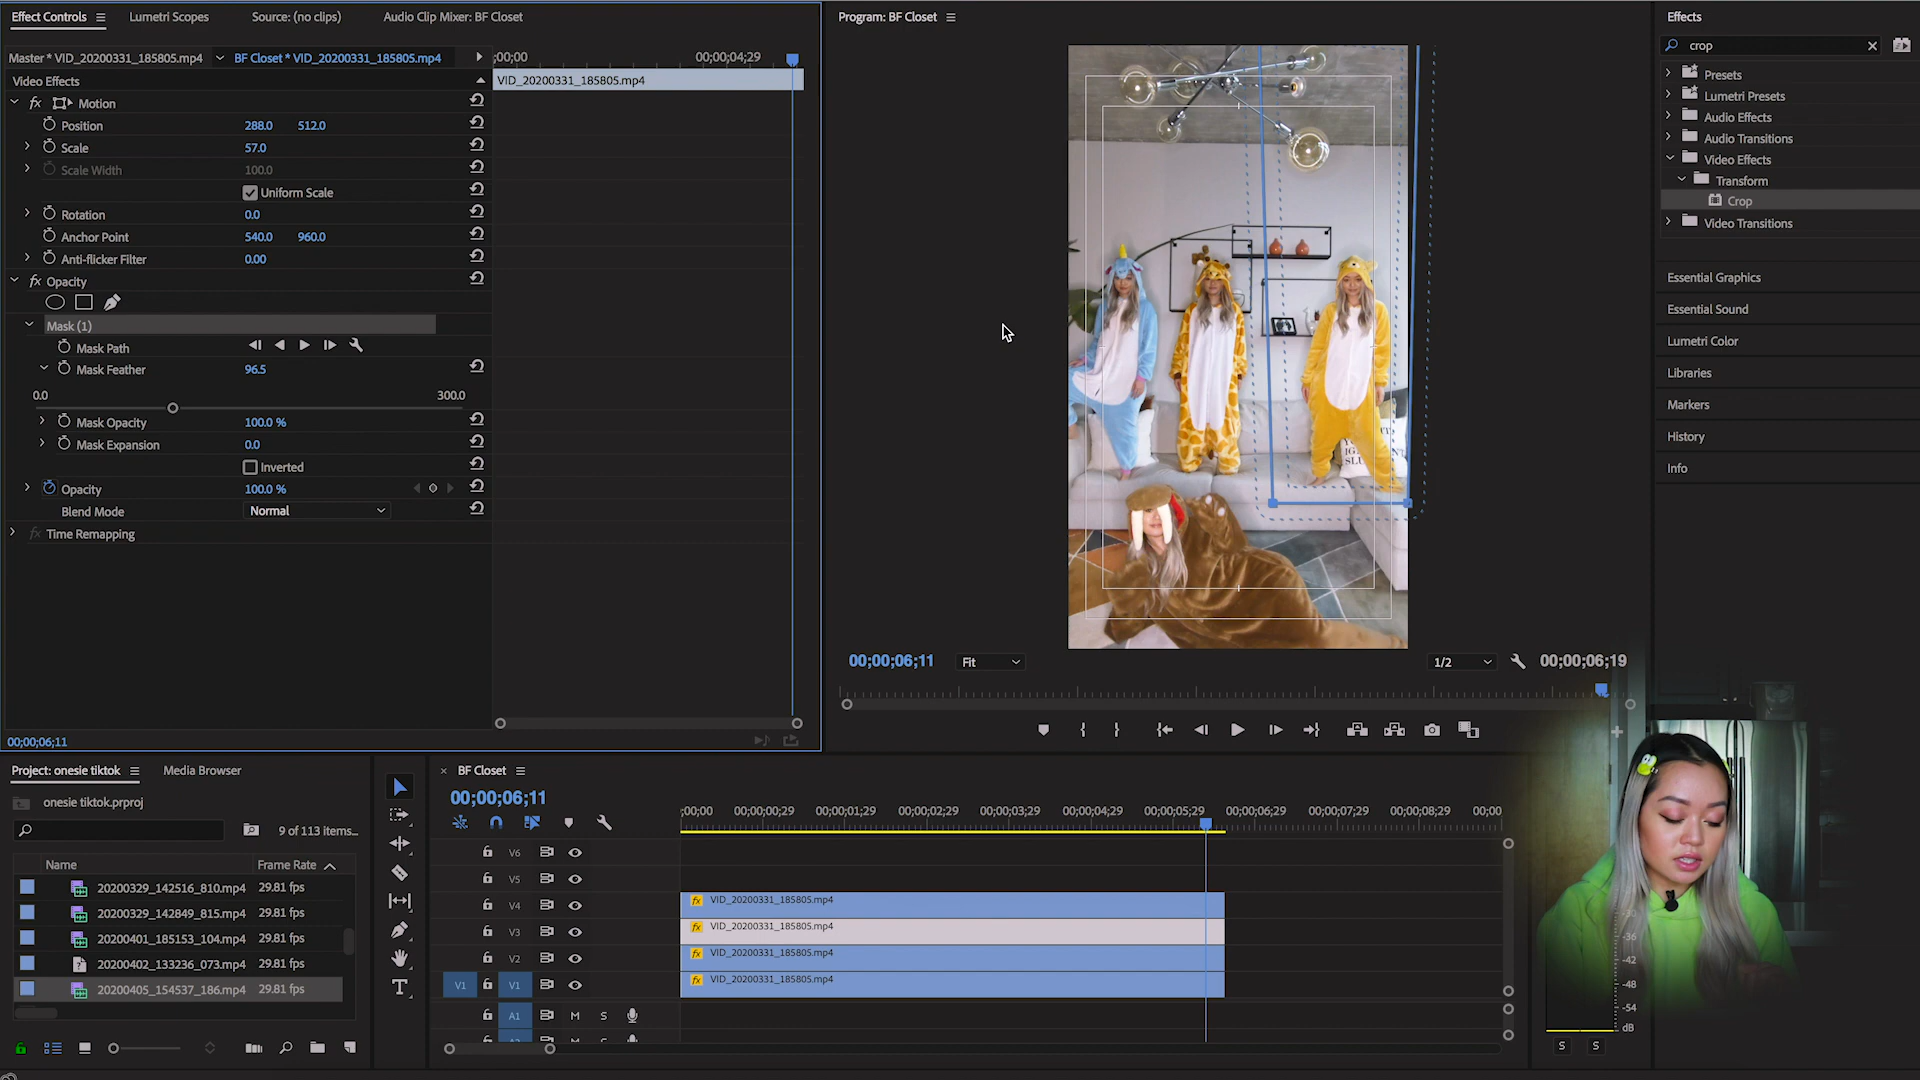 Effect Controls
Lumetri Scopes
Source: (no clips)
Audio Clip Mixer: BF Closet
Master * VID_20200331_185805.mp4
BF Closet * VID_20200331_185805.mp4
;00;00
00;00;04;29
Video Effects
VID_20200331_185805.mp4
fx Motion
Position 288.0 512.0
Scale 57.0
Scale Width 100.0
Uniform Scale
Rotation 0.0
Anchor Point 540.0 960.0
Anti-flicker Filter 0.00
fx Opacity
Mask (1)
Mask Path
Mask Feather 96.5
0.0 300.0
Mask Opacity 100.0 %
Mask Expansion 0.0
Inverted
Opacity 100.0 %
Blend Mode Normal
fx Time Remapping
00;00;06;11
Program: BF Closet
00;00;06;11
Fit
1/2
00;00;06;19
Effects
crop
Presets
Lumetri Presets
Audio Effects
Audio Transitions
Video Effects
Transform
Crop
Video Transitions
Essential Graphics
Essential Sound
Lumetri Color
Libraries
Markers
History
Info
Project: onesie tiktok
Media Browser
onesie tiktok.prproj
9 of 113 items...
Name Frame Rate
20200329_142516_810.mp4 29.81 fps
20200329_142849_815.mp4 29.81 fps
20200401_185153_104.mp4 29.81 fps
20200402_133236_073.mp4 29.81 fps
20200405_154537_186.mp4 29.81 fps
BF Closet
00;00;06;11
;00;00 00;00;00;29 00;00;01;29 00;00;02;29 00;00;03;29 00;00;04;29 00;00;05;29 00;00;06;29 00;00;07;29 00;00;08;29 00;00
V6
V5
V4 fx VID_20200331_185805.mp4
V3 fx VID_20200331_185805.mp4
V2 fx VID_20200331_185805.mp4
V1 V1 fx VID_20200331_185805.mp4
A1 M S
-36
-42
-48
-54
dB
S S